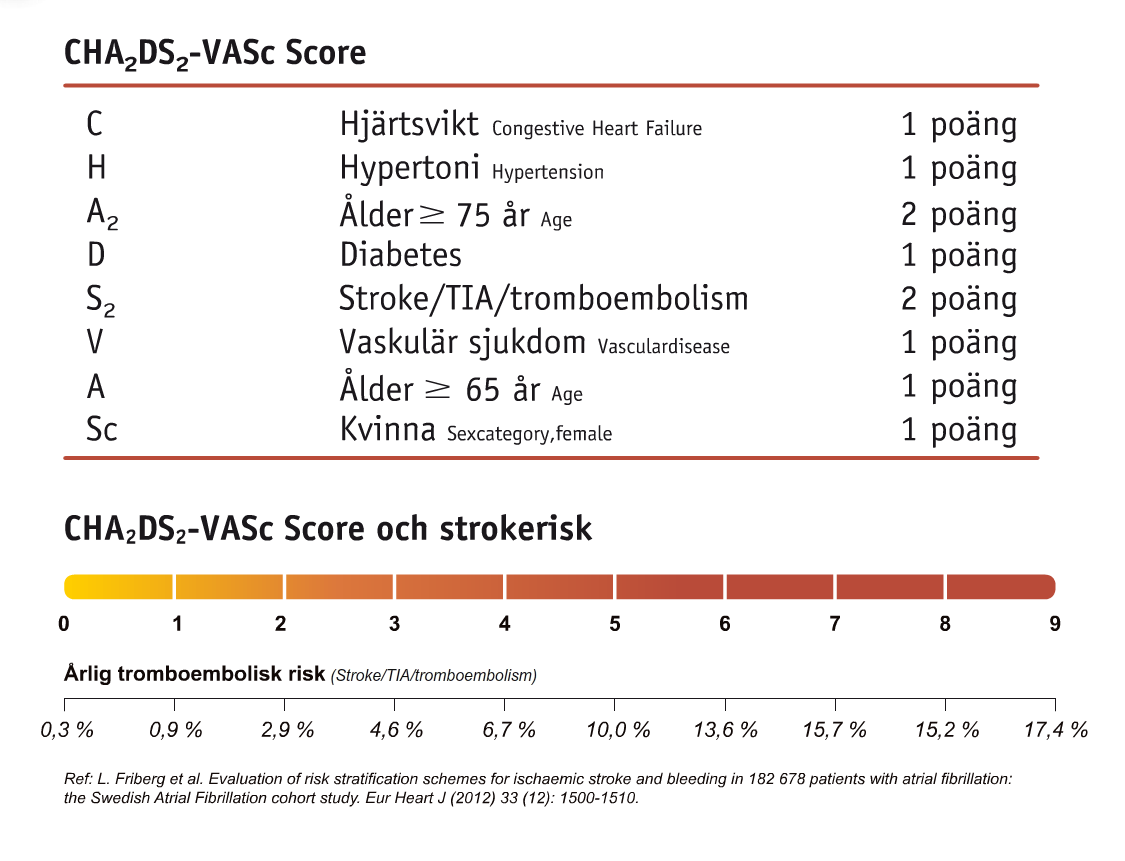 CHA₂DS₂-VASc Score
C Hjärtsvikt Congestive Heart Failure 1 poäng
H Hypertoni Hypertension 1 poäng
A₂ Ålder ≥ 75 år Age 2 poäng
D Diabetes 1 poäng
S₂ Stroke/TIA/tromboembolism 2 poäng
V Vaskulär sjukdom Vasculardisease 1 poäng
A Ålder ≥ 65 år Age 1 poäng
Sc Kvinna Sexcategory,female 1 poäng
CHA₂DS₂-VASc Score och strokerisk
0 1 2 3 4 5 6 7 8 9
Årlig tromboembolisk risk (Stroke/TIA/tromboembolism)
0,3 % 0,9 % 2,9 % 4,6 % 6,7 % 10,0 % 13,6 % 15,7 % 15,2 % 17,4 %
Ref: L. Friberg et al. Evaluation of risk stratification schemes for ischaemic stroke and bleeding in 182 678 patients with atrial fibrillation:
the Swedish Atrial Fibrillation cohort study. Eur Heart J (2012) 33 (12): 1500-1510.